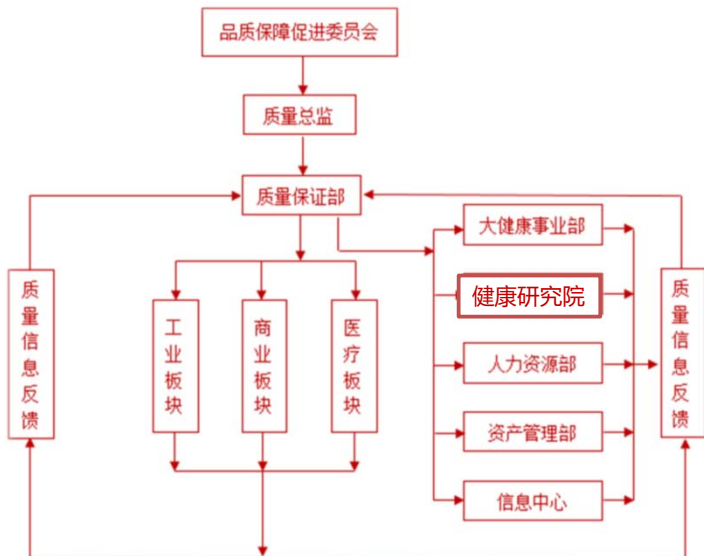 品质保障促进委员会
质量总监
质量保证部
大健康事业部
健康研究院
人力资源部
资产管理部
信息中心
质量信息反馈
工业板块
商业板块
医疗板块
质量信息反馈